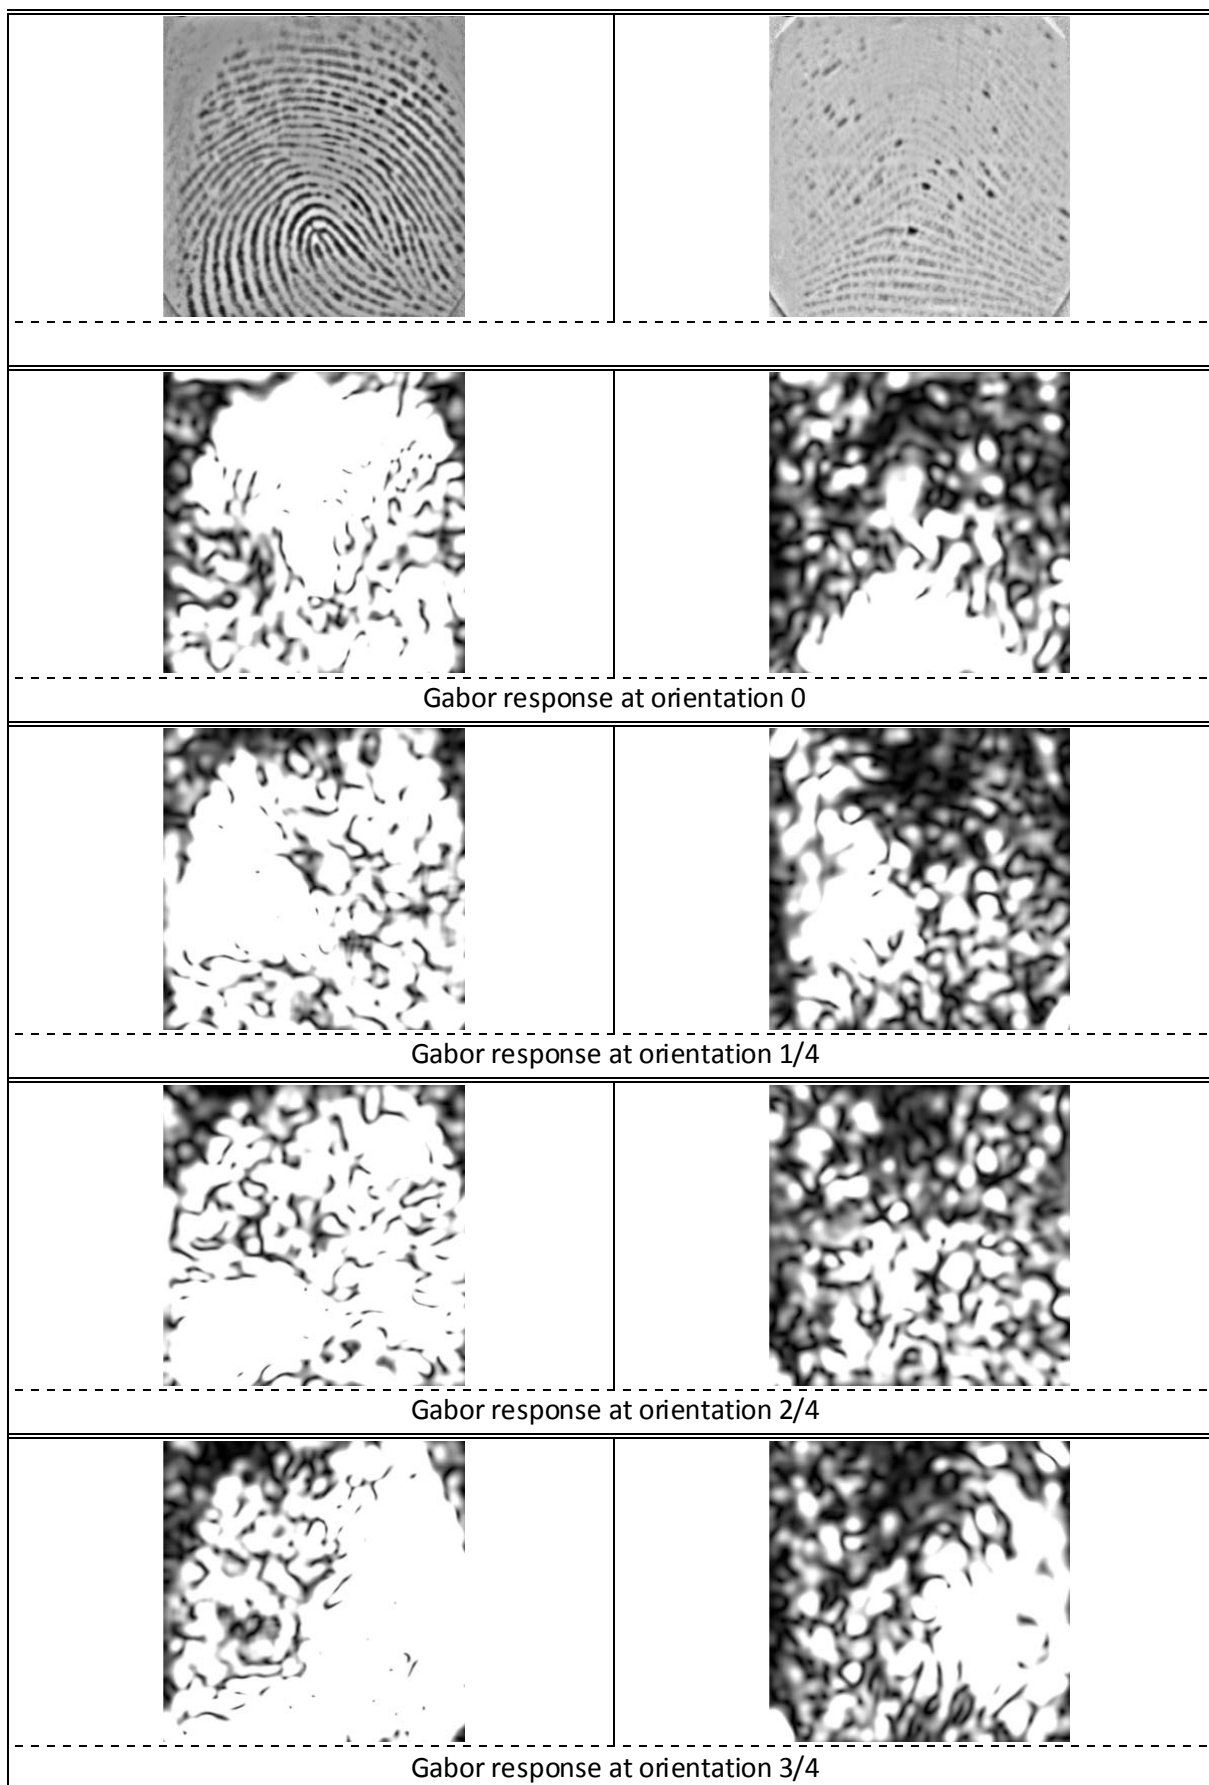 Gabor response at orientation 0
Gabor response at orientation 1/4
Gabor response at orientation 2/4
Gabor response at orientation 3/4